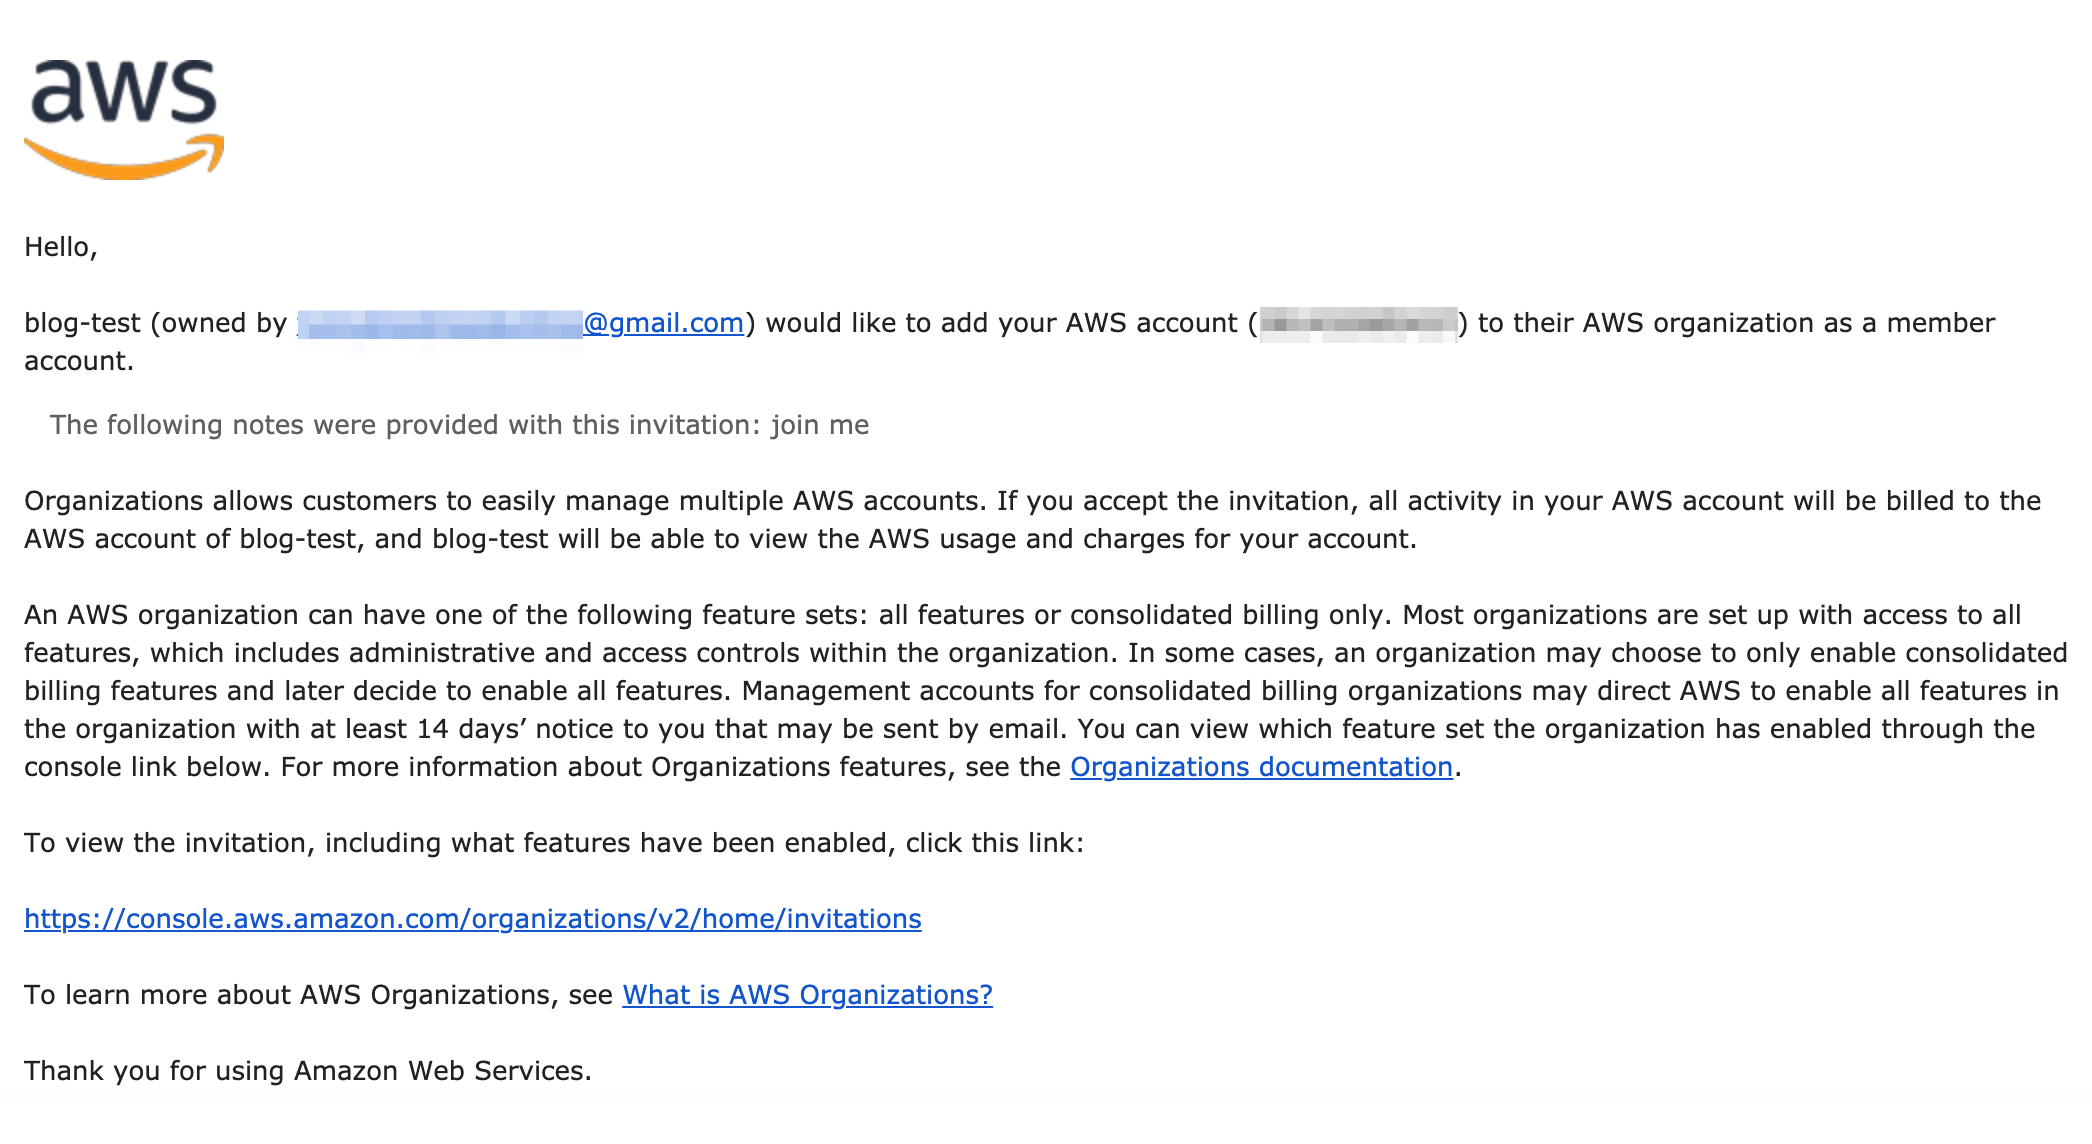 aws
Hello,
blog-test (owned by @gmail.com) would like to add your AWS account ( ) to their AWS organization as a member
account.
The following notes were provided with this invitation: join me
Organizations allows customers to easily manage multiple AWS accounts. If you accept the invitation, all activity in your AWS account will be billed to the
AWS account of blog-test, and blog-test will be able to view the AWS usage and charges for your account.
An AWS organization can have one of the following feature sets: all features or consolidated billing only. Most organizations are set up with access to all
features, which includes administrative and access controls within the organization. In some cases, an organization may choose to only enable consolidated
billing features and later decide to enable all features. Management accounts for consolidated billing organizations may direct AWS to enable all features in
the organization with at least 14 days’ notice to you that may be sent by email. You can view which feature set the organization has enabled through the
console link below. For more information about Organizations features, see the Organizations documentation.
To view the invitation, including what features have been enabled, click this link:
https://console.aws.amazon.com/organizations/v2/home/invitations
To learn more about AWS Organizations, see What is AWS Organizations?
Thank you for using Amazon Web Services.